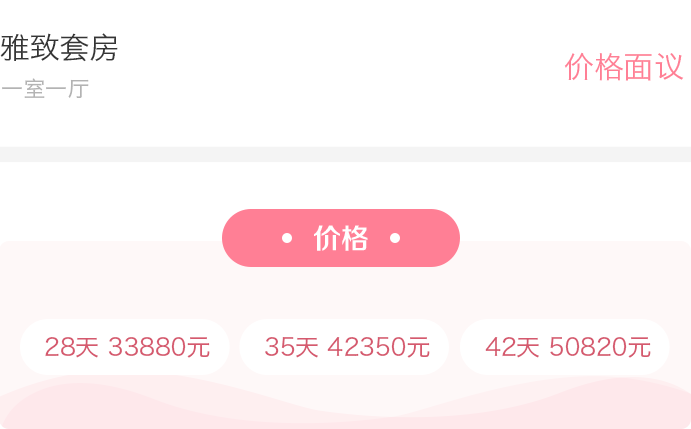 雅致套房
一室一厅
价格面议
• 价格 •
28天 33880元
35天 42350元
42天 50820元